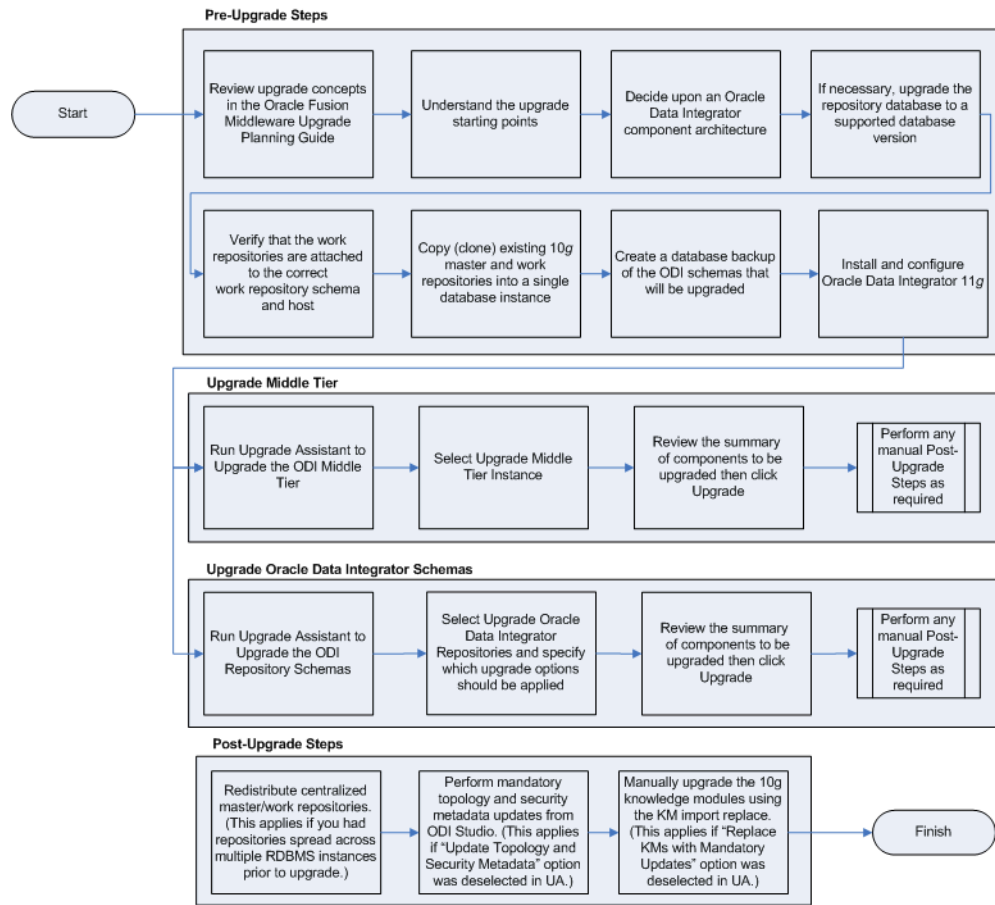 Pre-Upgrade Steps
Start
Review upgrade concepts
in the Oracle Fusion
Middleware Upgrade
Planning Guide
Understand the upgrade
starting points
Decide upon an Oracle
Data Integrator
component architecture
If necessary, upgrade the
repository database to a
supported database
version
Verify that the work
repositories are attached
to the correct
work repository schema
and host
Copy (clone) existing 10g
master and work
repositories into a single
database instance
Create a database backup
of the ODI schemas that
will be upgraded
Install and configure
Oracle Data Integrator 11g
Upgrade Middle Tier
Run Upgrade Assistant to
Upgrade the ODI Middle
Tier
Select Upgrade Middle
Tier Instance
Review the summary
of components to be
upgraded then click
Upgrade
Perform any
manual Post-
Upgrade
Steps as
required
Upgrade Oracle Data Integrator Schemas
Run Upgrade Assistant to
Upgrade the ODI
Repository Schemas
Select Upgrade Oracle
Data Integrator
Repositories and specify
which upgrade options
should be applied
Review the summary
of components to be
upgraded then click
Upgrade
Perform any
manual Post-
Upgrade
Steps as
required
Post-Upgrade Steps
Redistribute centralized
master/work repositories.
(This applies if you had
repositories spread across
multiple RDBMS instances
prior to upgrade.)
Perform mandatory
topology and security
metadata updates from
ODI Studio. (This applies
if “Update Topology and
Security Metadata” option
was deselected in UA.)
Manually upgrade the 10g
knowledge modules using
the KM import replace.
(This applies if “Replace
KMs with Mandatory
Updates” option was
deselected in UA.)
Finish